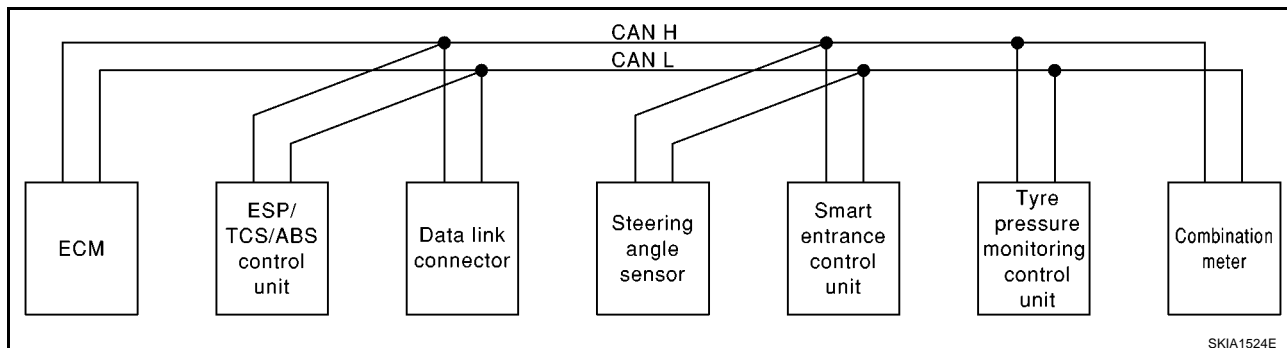 CAN H
CAN L
ECM
ESP/
TCS/ABS
control
unit
Data link
connector
Steering
angle
sensor
Smart
entrance
control
unit
Tyre
pressure
monitoring
control
unit
Combination
meter
SKIA1524E